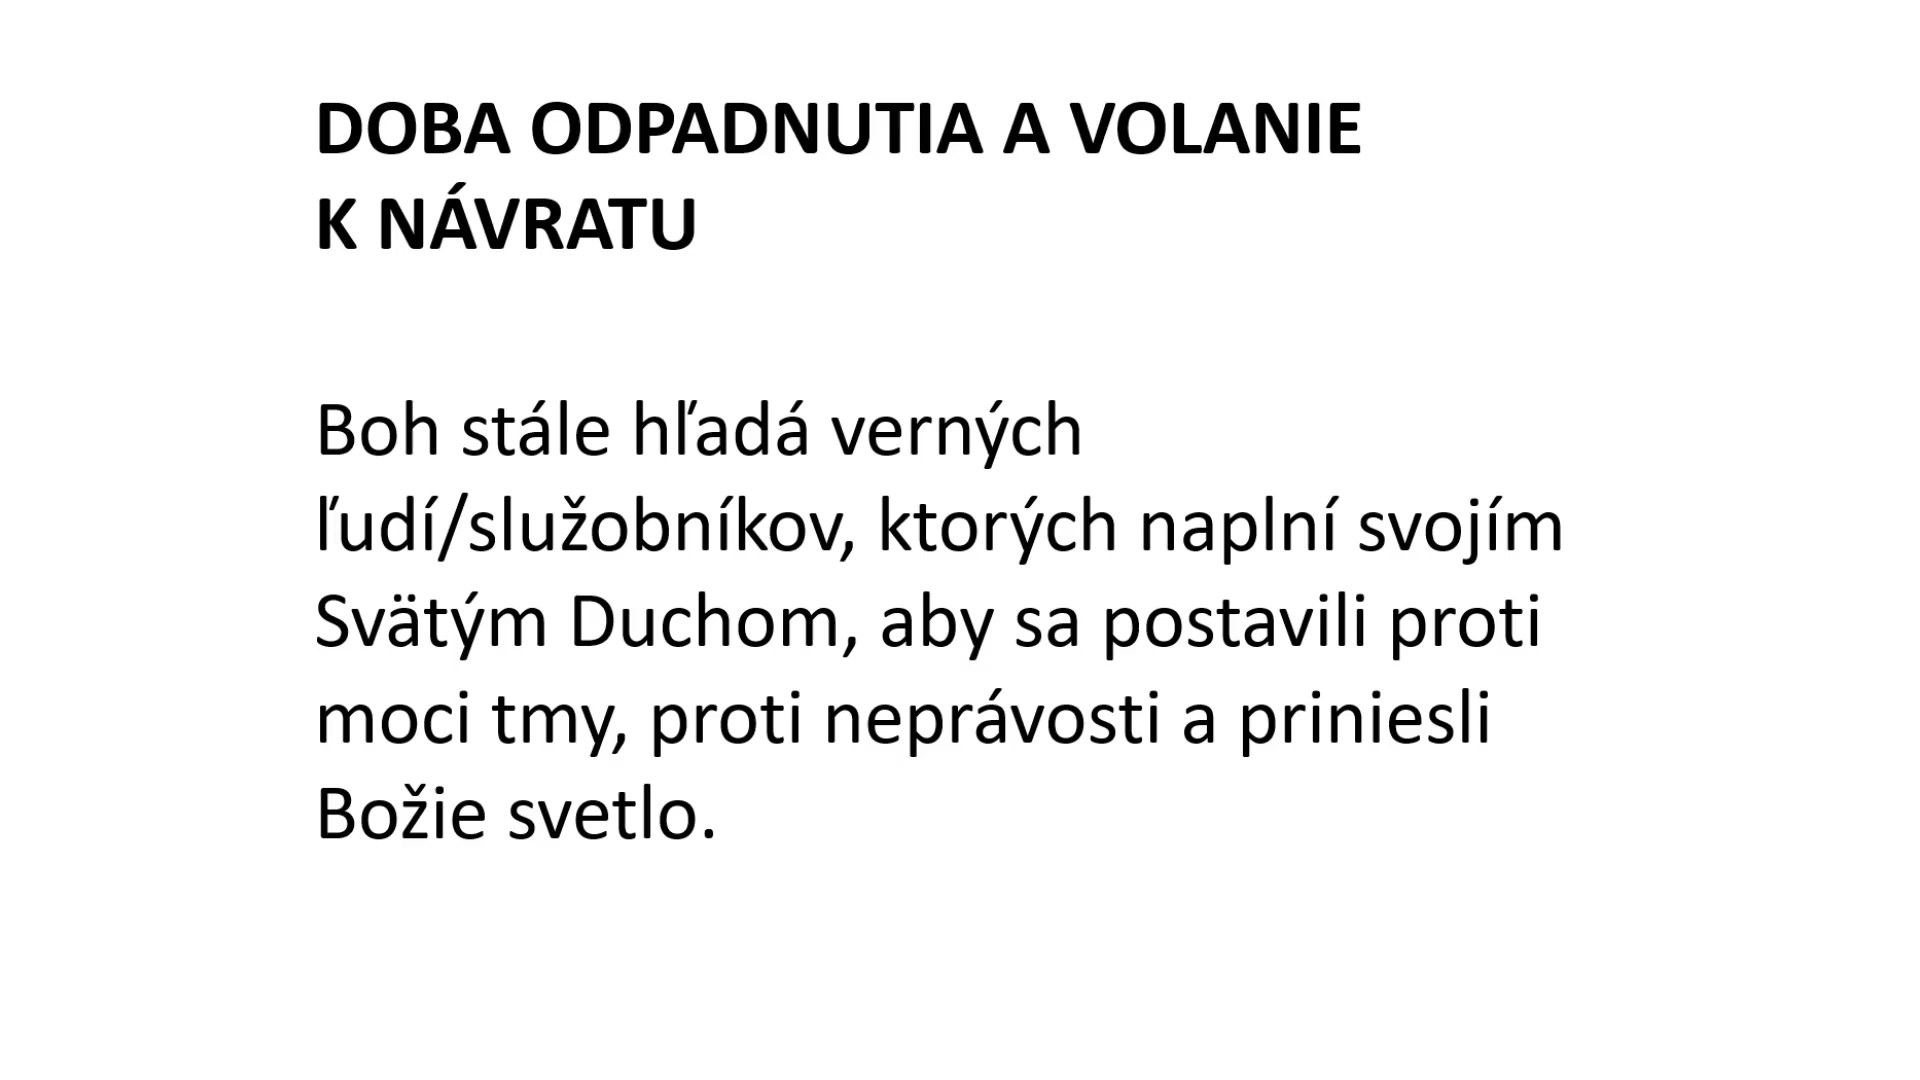 DOBA ODPADNUTIA A VOLANIE
K NÁVRATU
Boh stále hľadá verných
ľudí/služobníkov, ktorých naplní svojím
Svätým Duchom, aby sa postavili proti
moci tmy, proti neprávosti a priniesli
Božie svetlo.